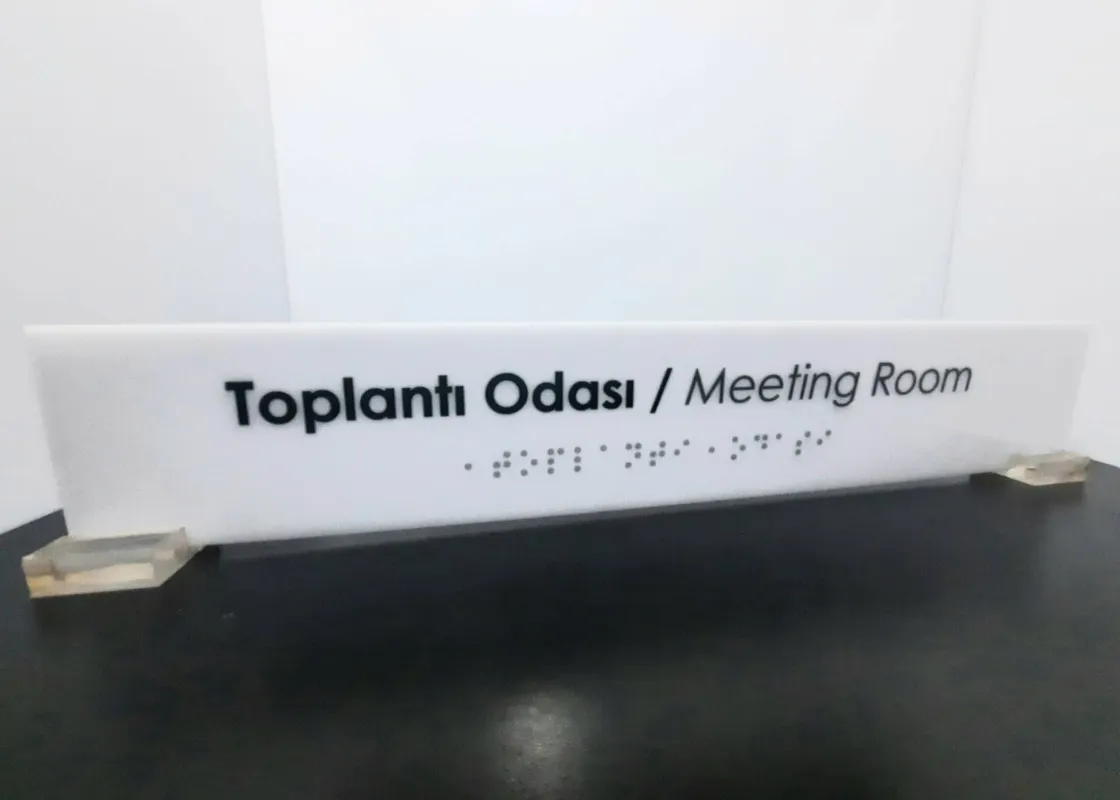 Toplantı Odası / Meeting Room
⠐⠞⠕⠏⠇⠁⠝⠞⠊⠐⠕⠙⠁⠎⠊